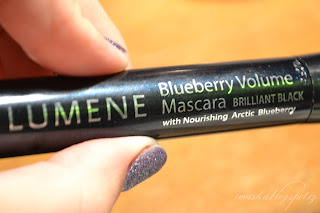 LUMENE
Blueberry Volume
Mascara BRILLIANT BLACK
with Nourishing Arctic Blueberry